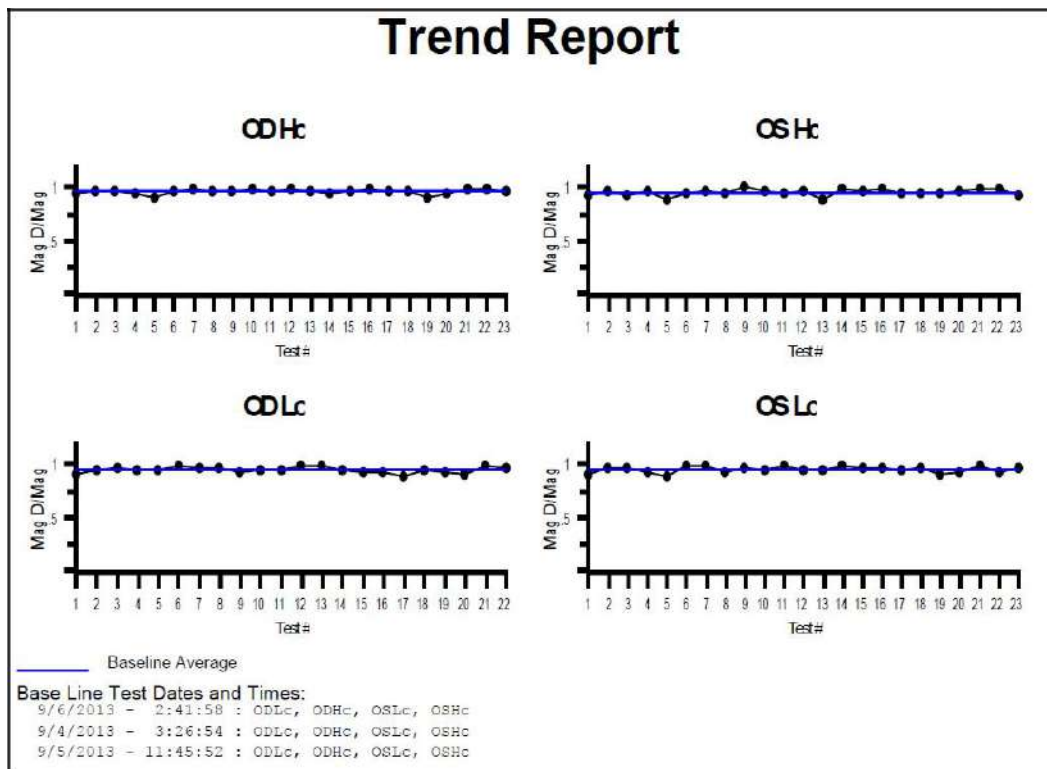 Trend Report
ODHc
Mag D/Mag
1
.5
1 2 3 4 5 6 7 8 9 10 11 12 13 14 15 16 17 18 19 20 21 22 23
Test#
OSHc
Mag D/Mag
1
.5
1 2 3 4 5 6 7 8 9 10 11 12 13 14 15 16 17 18 19 20 21 22 23
Test#
ODLc
Mag D/Mag
1
.5
1 2 3 4 5 6 7 8 9 10 11 12 13 14 15 16 17 18 19 20 21 22
Test#
OSLc
Mag D/Mag
1
.5
1 2 3 4 5 6 7 8 9 10 11 12 13 14 15 16 17 18 19 20 21 22 23
Test#
Baseline Average
Base Line Test Dates and Times:
9/6/2013 - 2:41:58 : ODLc, ODHc, OSLc, OSHc
9/4/2013 - 3:26:54 : ODLc, ODHc, OSLc, OSHc
9/5/2013 - 11:45:52 : ODLc, ODHc, OSLc, OSHc